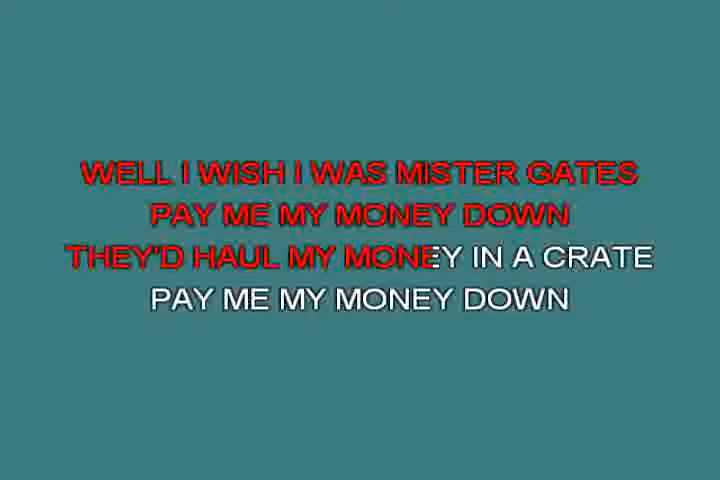 WELL I WISH I WAS MISTER GATES
PAY ME MY MONEY DOWN
THEY'D HAUL MY MONEY IN A CRATE
PAY ME MY MONEY DOWN